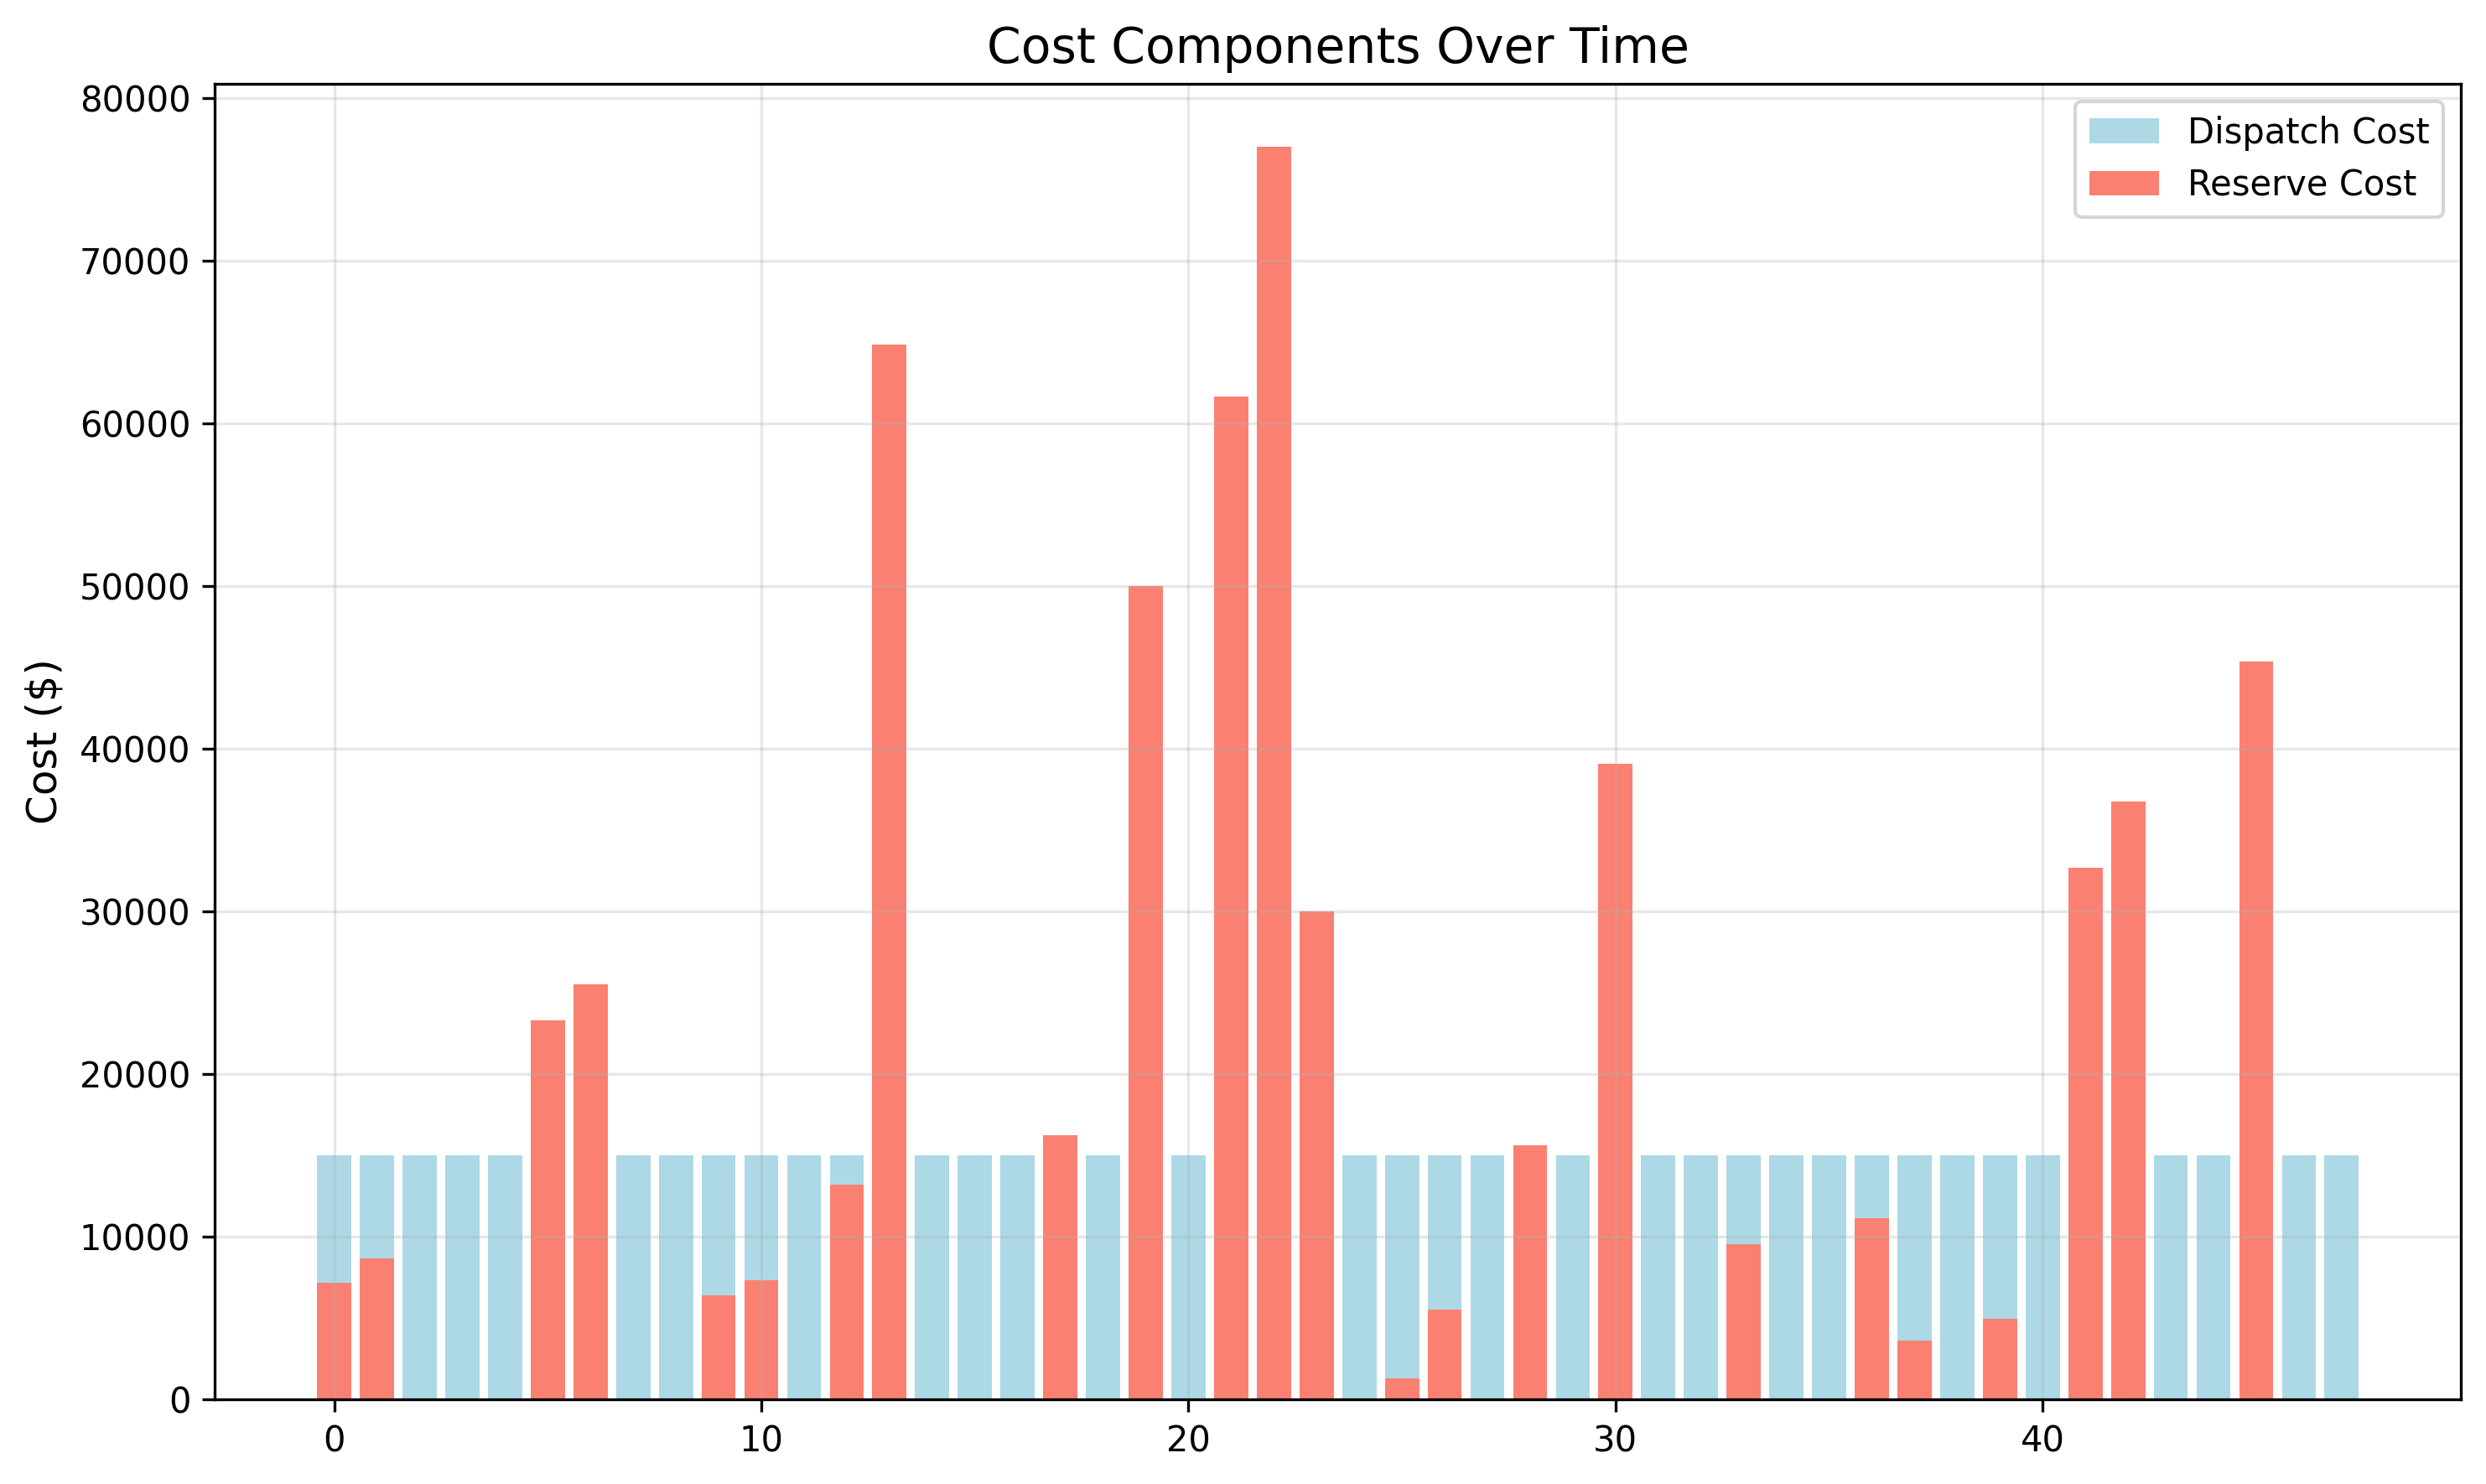 Cost Components Over Time
80000
70000
60000
50000
40000
30000
20000
10000
0
Cost ($)
Dispatch Cost
Reserve Cost
0 10 20 30 40